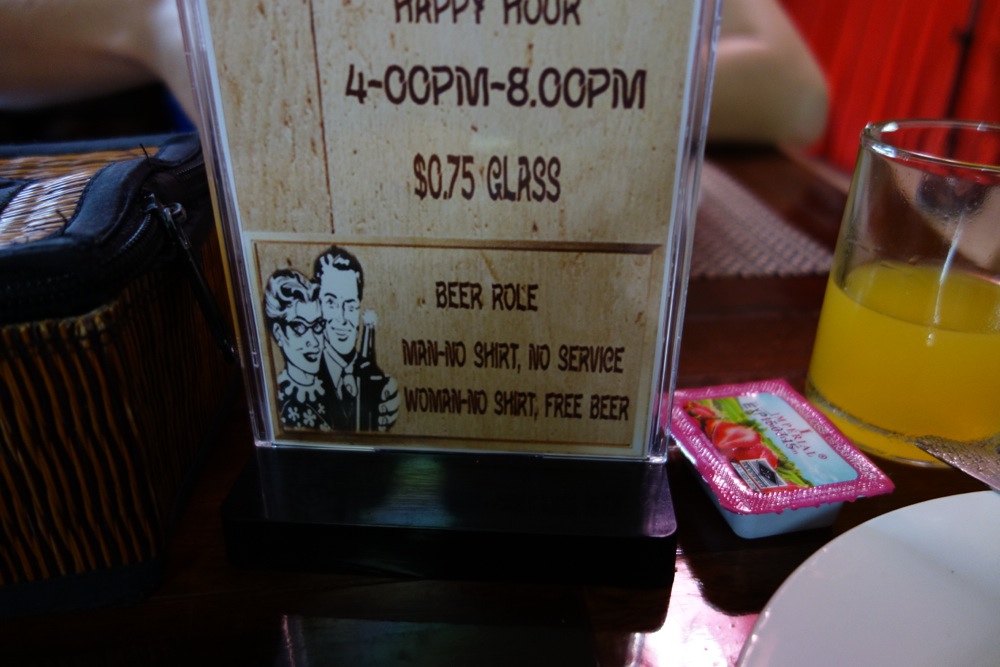 HAPPY HOUR
4-00PM-8.00PM
$0.75 GLASS
BEER ROLE
MAN-NO SHIRT, NO SERVICE
WOMAN-NO SHIRT, FREE BEER
IMPERIAL